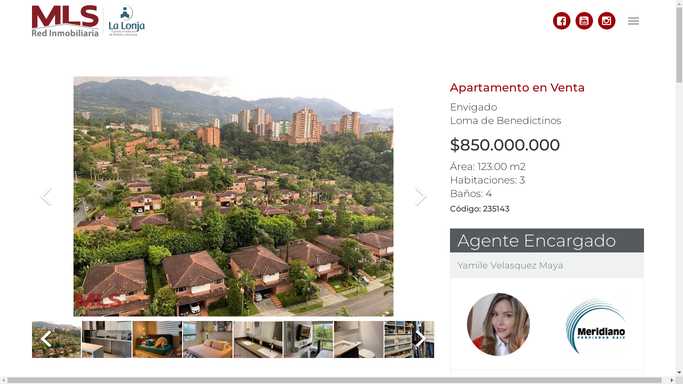 MLS
Red Inmobiliaria
La Lonja
Apartamento en Venta
Envigado
Loma de Benedictinos
$850.000.000
Área: 123.00 m2
Habitaciones: 3
Baños: 4
Código: 235143
Agente Encargado
Yamile Velasquez Maya
MLS
Meridiano